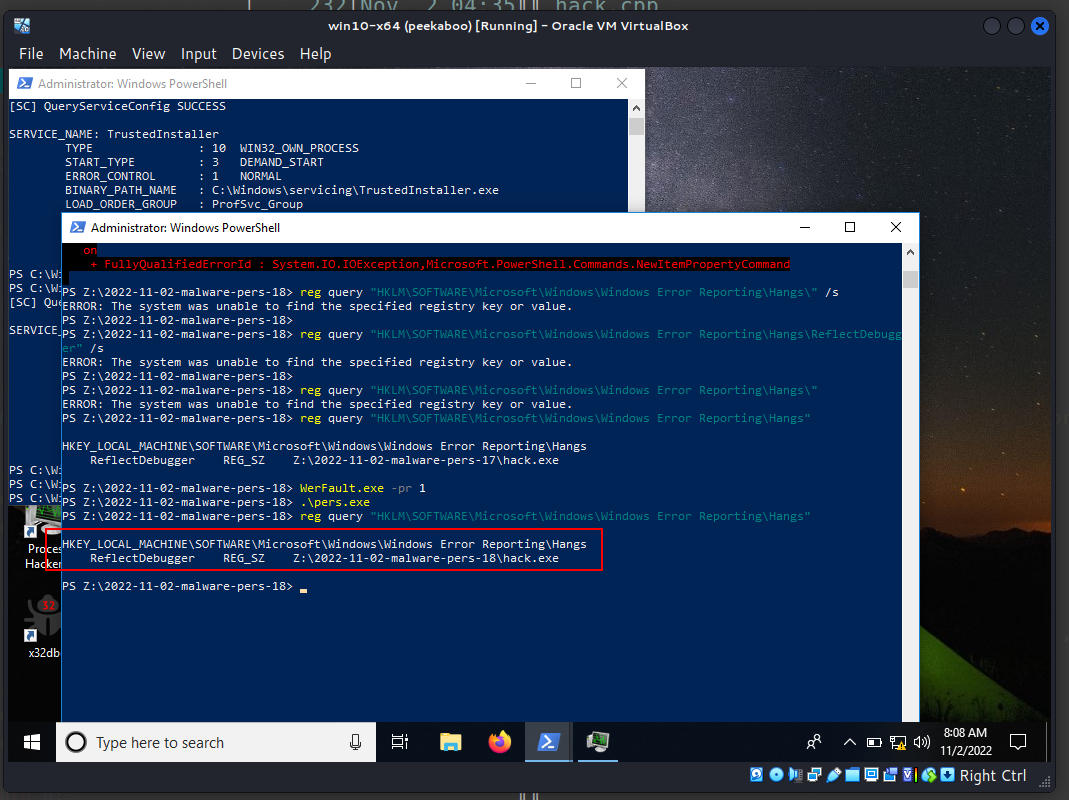 232 Nov 2 04:35 hack.cpp
win10-x64 (peekaboo) [Running] - Oracle VM VirtualBox
File Machine View Input Devices Help
Administrator: Windows PowerShell
[SC] QueryServiceConfig SUCCESS
SERVICE_NAME: TrustedInstaller
TYPE : 10 WIN32_OWN_PROCESS
START_TYPE : 3 DEMAND_START
ERROR_CONTROL : 1 NORMAL
BINARY_PATH_NAME : C:\Windows\servicing\TrustedInstaller.exe
LOAD_ORDER_GROUP : ProfSvc_Group
PS C:\Wi
PS C:\Wi
[SC] Que
SERVICE_
PS C:\Wi
PS C:\Wi
PS C:\Wi
Administrator: Windows PowerShell
on
+ FullyQualifiedErrorId : System.IO.IOException,Microsoft.PowerShell.Commands.NewItemPropertyCommand
PS Z:\2022-11-02-malware-pers-18> reg query "HKLM\SOFTWARE\Microsoft\Windows\Windows Error Reporting\Hangs\" /s
ERROR: The system was unable to find the specified registry key or value.
PS Z:\2022-11-02-malware-pers-18>
PS Z:\2022-11-02-malware-pers-18> reg query "HKLM\SOFTWARE\Microsoft\Windows\Windows Error Reporting\Hangs\ReflectDebugg
er" /s
ERROR: The system was unable to find the specified registry key or value.
PS Z:\2022-11-02-malware-pers-18>
PS Z:\2022-11-02-malware-pers-18> reg query "HKLM\SOFTWARE\Microsoft\Windows\Windows Error Reporting\Hangs\"
ERROR: The system was unable to find the specified registry key or value.
PS Z:\2022-11-02-malware-pers-18> reg query "HKLM\SOFTWARE\Microsoft\Windows\Windows Error Reporting\Hangs"
HKEY_LOCAL_MACHINE\SOFTWARE\Microsoft\Windows\Windows Error Reporting\Hangs
ReflectDebugger REG_SZ Z:\2022-11-02-malware-pers-17\hack.exe
PS Z:\2022-11-02-malware-pers-18> WerFault.exe -pr 1
PS Z:\2022-11-02-malware-pers-18> .\pers.exe
PS Z:\2022-11-02-malware-pers-18> reg query "HKLM\SOFTWARE\Microsoft\Windows\Windows Error Reporting\Hangs"
HKEY_LOCAL_MACHINE\SOFTWARE\Microsoft\Windows\Windows Error Reporting\Hangs
ReflectDebugger REG_SZ Z:\2022-11-02-malware-pers-18\hack.exe
PS Z:\2022-11-02-malware-pers-18>
Proces
Hacker
32
x32db
Type here to search
8:08 AM
11/2/2022
Right Ctrl